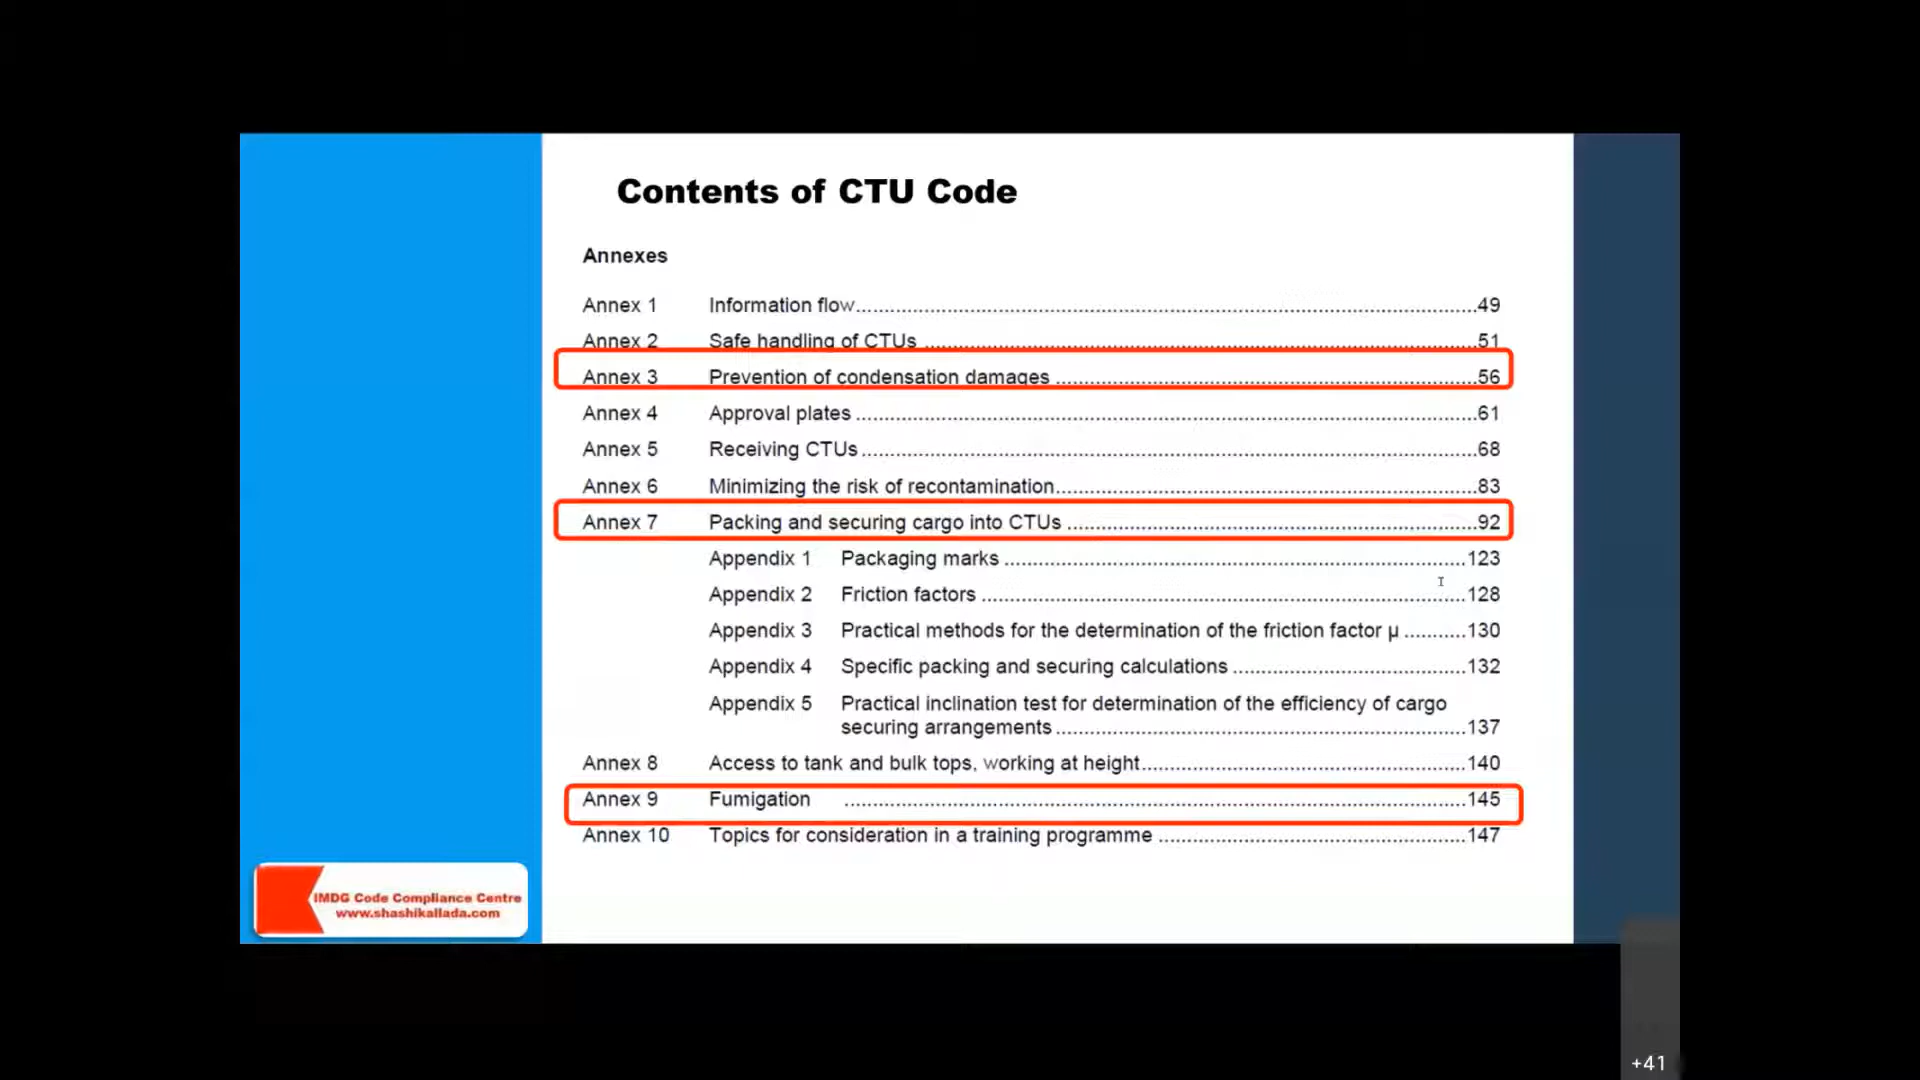 Contents of CTU Code
Annexes
Annex 1 Information flow 49
Annex 2 Safe handling of CTUs 51
Annex 3 Prevention of condensation damages 56
Annex 4 Approval plates 61
Annex 5 Receiving CTUs 68
Annex 6 Minimizing the risk of recontamination 83
Annex 7 Packing and securing cargo into CTUs 92
Appendix 1 Packaging marks 123
Appendix 2 Friction factors 128
Appendix 3 Practical methods for the determination of the friction factor μ 130
Appendix 4 Specific packing and securing calculations 132
Appendix 5 Practical inclination test for determination of the efficiency of cargo
securing arrangements 137
Annex 8 Access to tank and bulk tops, working at height 140
Annex 9 Fumigation 145
Annex 10 Topics for consideration in a training programme 147
IMDG Code Compliance Centre
www.shashikallada.com
+41